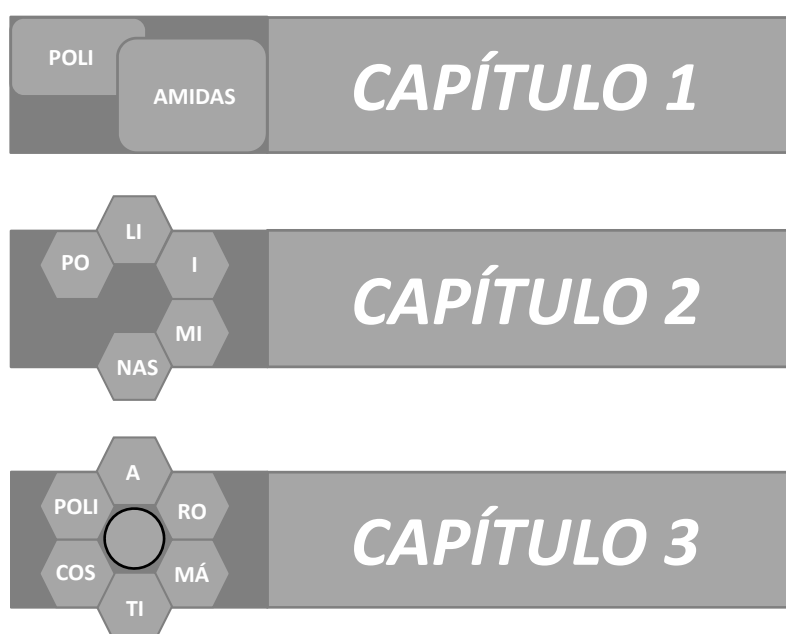 POLI
AMIDAS
CAPÍTULO 1
PO
LI
I
MI
NAS
CAPÍTULO 2
POLI
A
RO
MÁ
TI
COS
CAPÍTULO 3